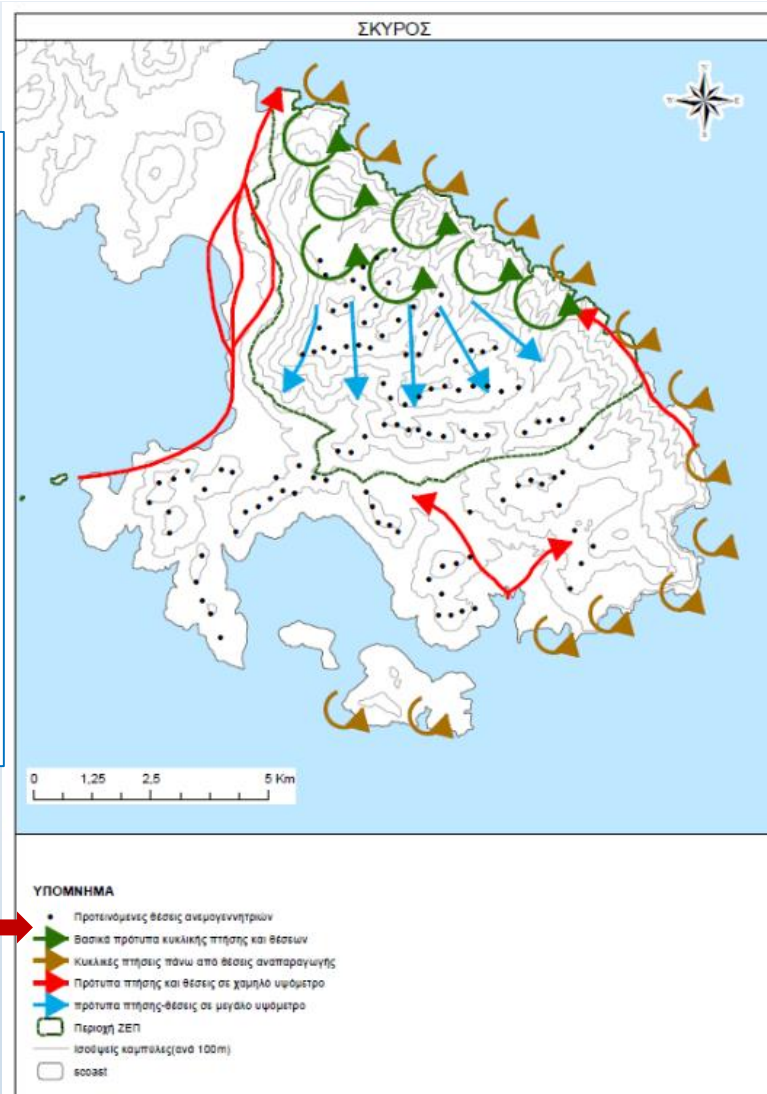 ΣΚΥΡΟΣ
0 1,25 2,5 5 Km
ΥΠΟΜΝΗΜΑ
Προτεινόμενες θέσεις ανεμογεννητριών
Βασικά πρότυπα κυκλικής πτήσης και θέσεων
Κυκλικές πτήσεις πάνω από θέσεις αναπαραγωγής
Πρότυπα πτήσης και θέσεις σε χαμηλό υψόμετρο
πρότυπα πτήσης-θέσεις σε μεγάλο υψόμετρο
Περιοχή ΖΕΠ
Ισοϋψείς καμπύλες(ανά 100m)
scoast